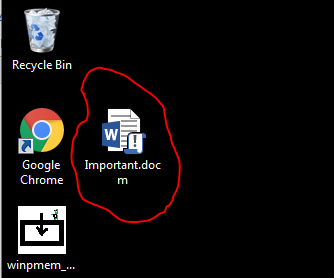 Recycle Bin
Google
Chrome
Important.doc
m
winpmem_...